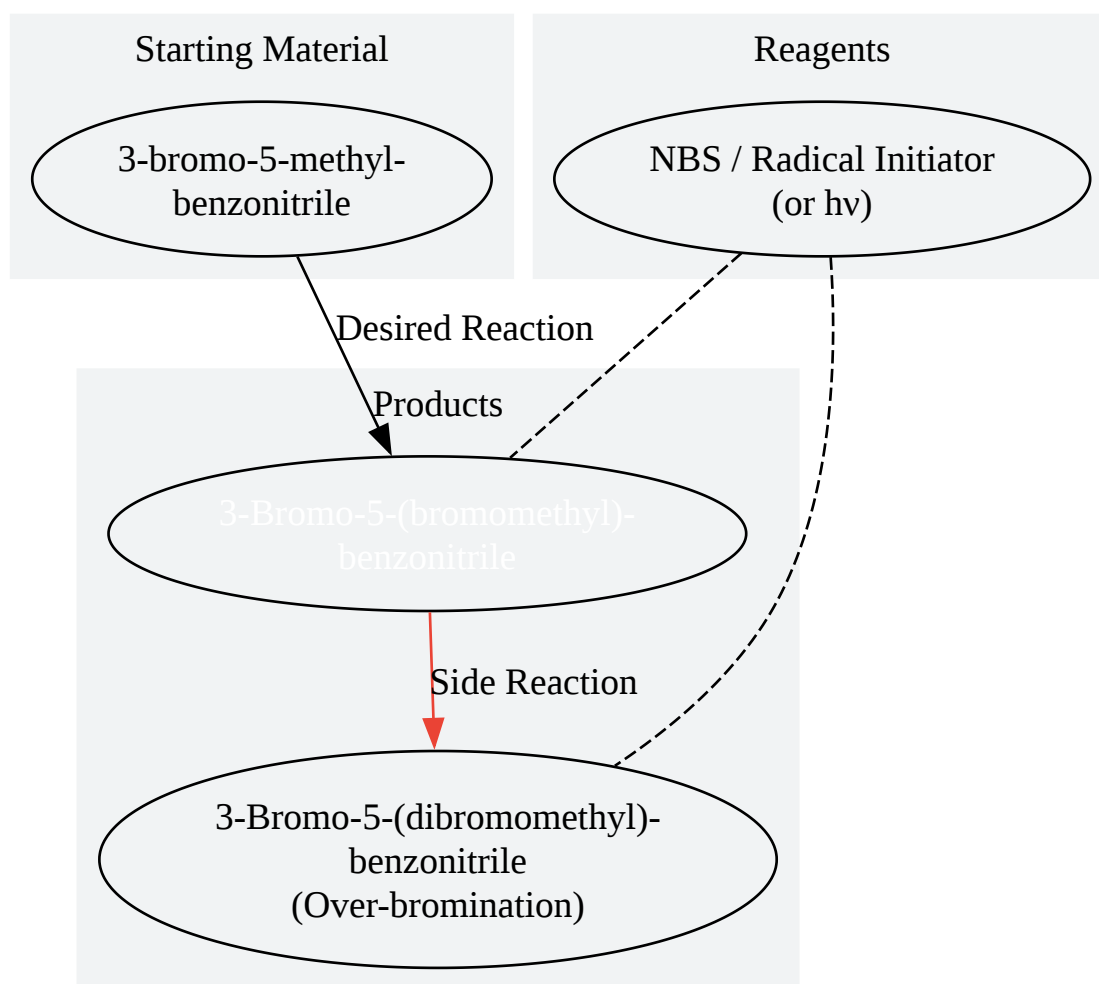 Starting Material
Reagents
3-bromo-5-methyl-
benzonitrile
NBS / Radical Initiator
(or hν)
Desired Reaction
Products
3-Bromo-5-(bromomethyl)-
benzonitrile
Side Reaction
3-Bromo-5-(dibromomethyl)-
benzonitrile
(Over-bromination)